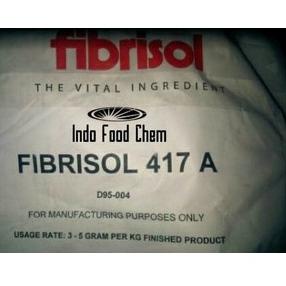 fibrisol
THE VITAL INGREDIENT
Indo Food Chem
FIBRISOL 417 A
D95-004
FOR MANUFACTURING PURPOSES ONLY
USAGE RATE: 3 - 5 GRAM PER KG FINISHED PRODUCT